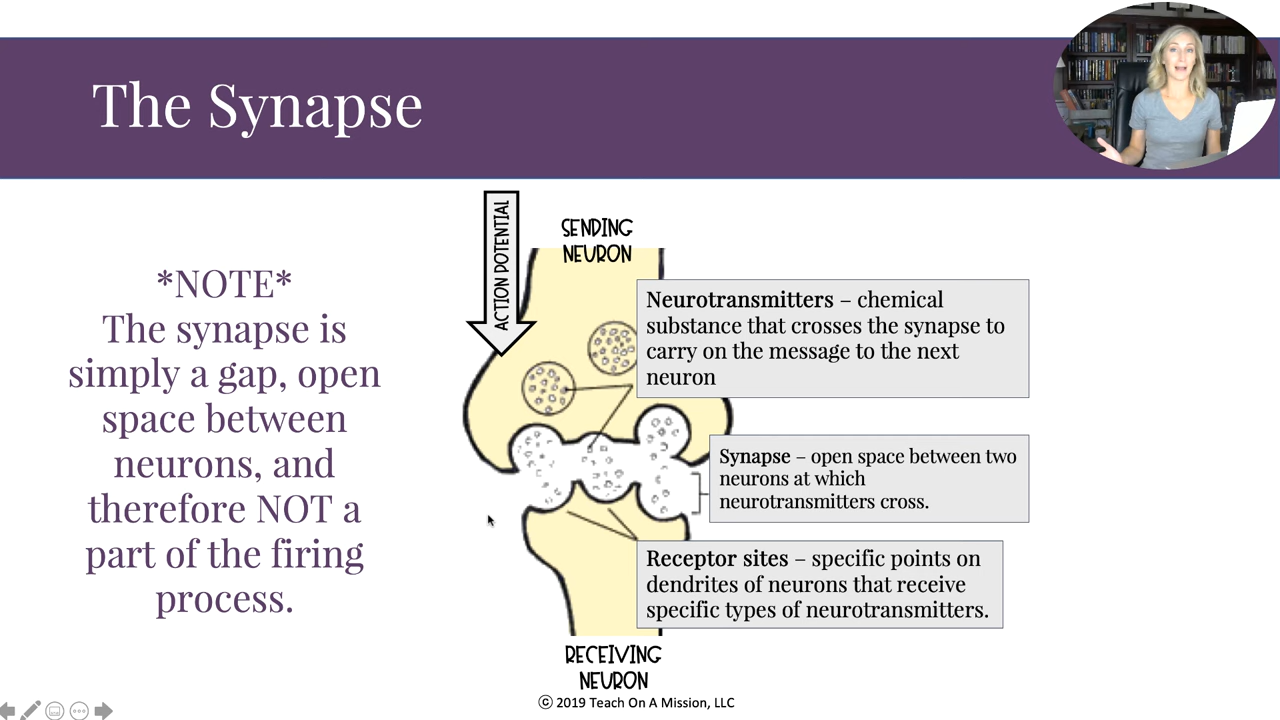 The Synapse
*NOTE*
The synapse is
simply a gap, open
space between
neurons, and
therefore NOT a
part of the firing
process.
ACTION POTENTIAL
SENDING
NEURON
Neurotransmitters – chemical
substance that crosses the synapse to
carry on the message to the next
neuron
Synapse – open space between two
neurons at which
neurotransmitters cross.
Receptor sites – specific points on
dendrites of neurons that receive
specific types of neurotransmitters.
RECEIVING
NEURON
© 2019 Teach On A Mission, LLC